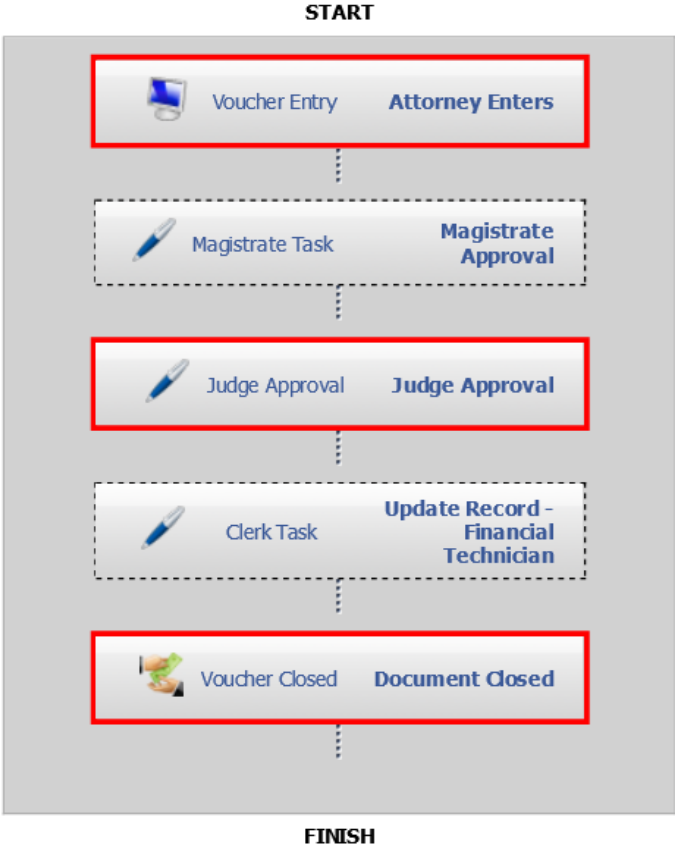 START
Voucher Entry Attorney Enters
Magistrate Task Magistrate
Approval
Judge Approval Judge Approval
Clerk Task Update Record -
Financial
Technician
Voucher Closed Document Closed
FINISH